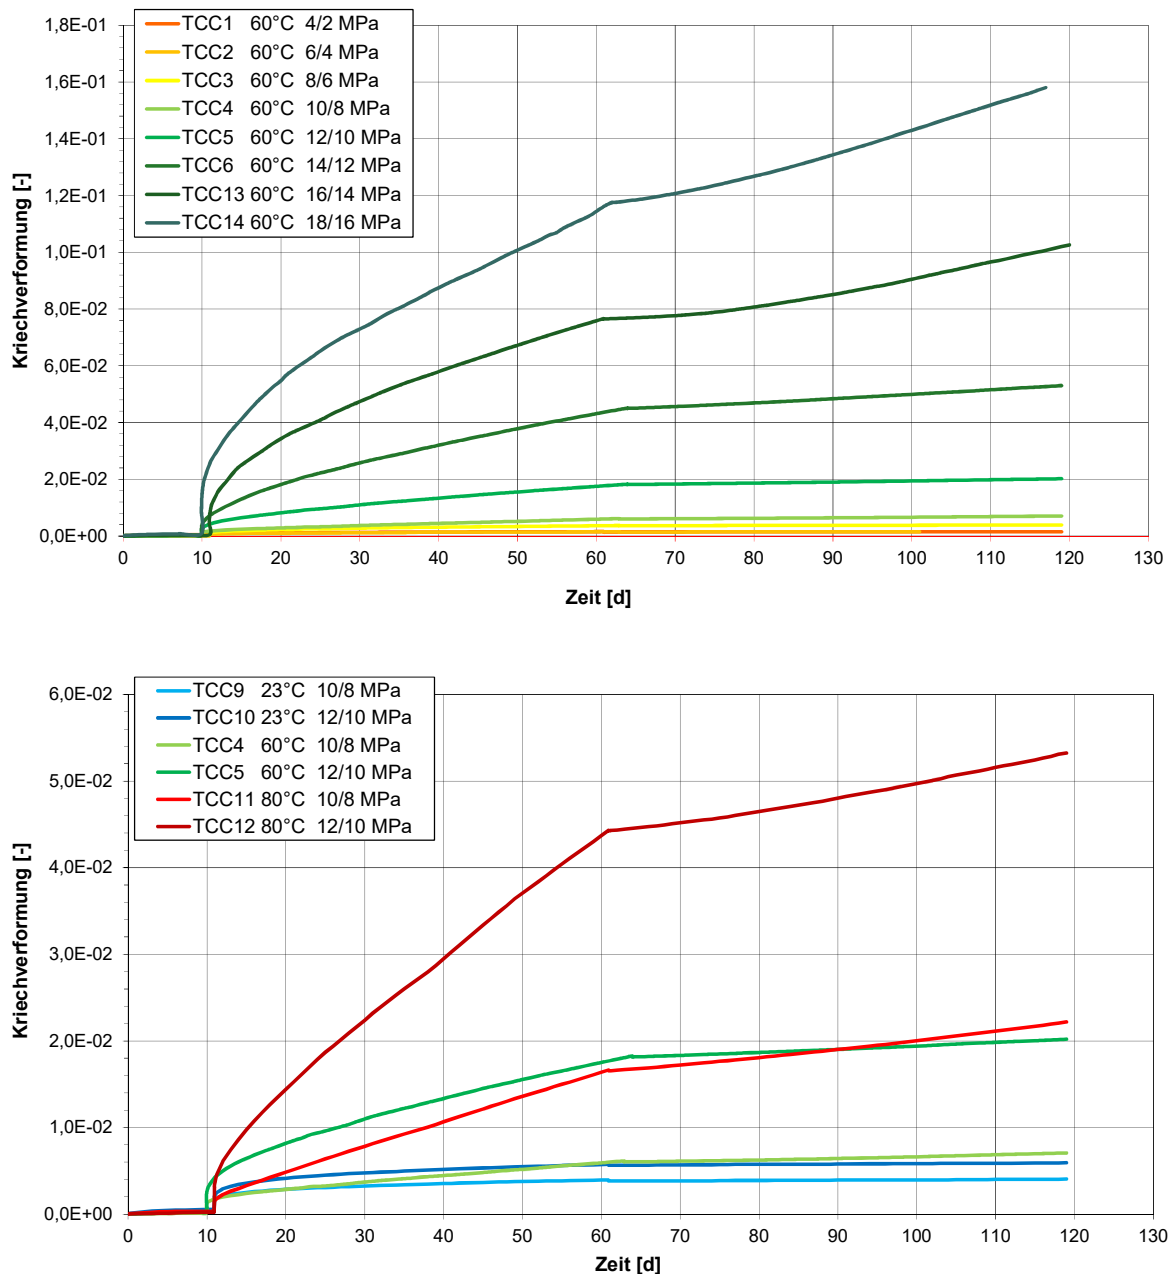 1,8E-01
1,6E-01
1,4E-01
1,2E-01
1,0E-01
8,0E-02
6,0E-02
4,0E-02
2,0E-02
0,0E+00
Kriechverformung [-]
TCC1 60°C 4/2 MPa
TCC2 60°C 6/4 MPa
TCC3 60°C 8/6 MPa
TCC4 60°C 10/8 MPa
TCC5 60°C 12/10 MPa
TCC6 60°C 14/12 MPa
TCC13 60°C 16/14 MPa
TCC14 60°C 18/16 MPa
0 10 20 30 40 50 60 70 80 90 100 110 120 130
Zeit [d]
6,0E-02
5,0E-02
4,0E-02
3,0E-02
2,0E-02
1,0E-02
0,0E+00
Kriechverformung [-]
TCC9 23°C 10/8 MPa
TCC10 23°C 12/10 MPa
TCC4 60°C 10/8 MPa
TCC5 60°C 12/10 MPa
TCC11 80°C 10/8 MPa
TCC12 80°C 12/10 MPa
0 10 20 30 40 50 60 70 80 90 100 110 120 130
Zeit [d]